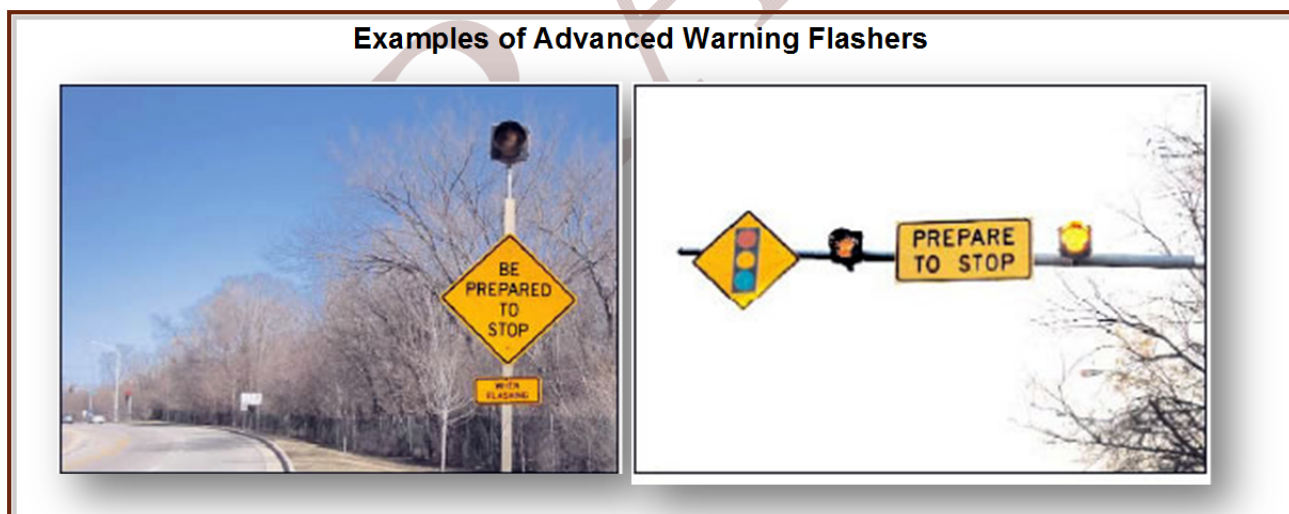 Examples of Advanced Warning Flashers
BE
PREPARED
TO
STOP
WHEN
FLASHING
PREPARE
TO STOP